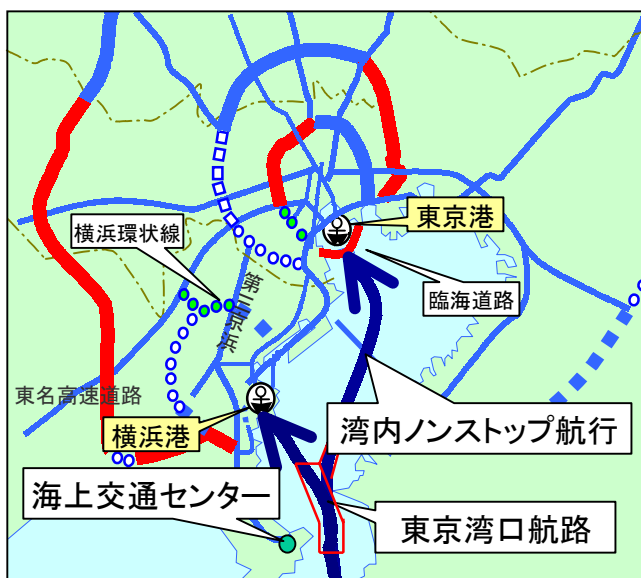 東京港
横浜環状線
臨海道路
第三京浜
東名高速道路
湾内ノンストップ航行
横浜港
海上交通センター
東京湾口航路